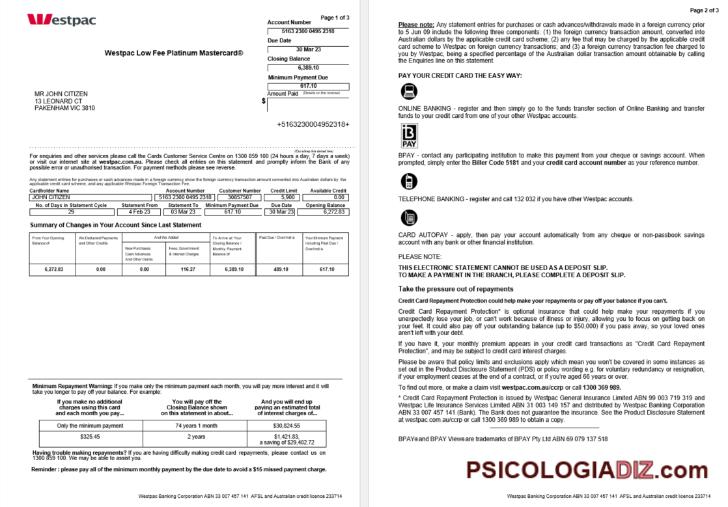 Page 1 of 3
Westpac
Account Number
5163 2300 0495 2318
Due Date
30 Mar 23
Westpac Low Fee Platinum Mastercard®
Closing Balance
6,389.10
Minimum Payment Due
617.10
Amount Paid
$
MR JOHN CITIZEN
13 LEONARD CT
PAKENHAM VIC 3810
+5163230004952318+
For enquiries and other services please call the Cards Customer Service Centre on 1300 859 100 (24 hours a day, 7 days a week)
or visit our internet site at westpac.com.au. Please check all entries on this statement and promptly inform the Bank of any
possible error or unauthorised transaction. For payment methods please see reverse.
Any statement entries for purchases or cash advances made in a foreign currency show the foreign currency transaction amount converted into Australian dollars by the
applicable credit card scheme, and any applicable Westpac Foreign Transaction Fee.
Cardholder Name Account Number Customer Number Credit Limit Available Credit
JOHN CITIZEN 5163 2300 0495 2318 30057507 5,900 0.00
No. of Days in Statement Cycle Statement From Statement To Minimum Payment Due Due Date Opening Balance
29 4 Feb 23 03 Mar 23 617.10 30 Mar 23 6,272.83
Summary of Changes in Your Account Since Last Statement
From Your Opening
Balance of
We Deducted Payments
and Other Credits
And We Added
New Purchases
Cash Advances
And Other Debits
Fees, Government
& Interest Charges
To Arrive at Your
Closing Balance /
Monthly Payment
Balance of
Past Due / Overlimit
Your Minimum Payment
Including Past Due /
Overlimit is
6,272.83 0.00 0.00 116.27 6,389.10 489.10 617.10
Minimum Repayment Warning: If you make only the minimum payment each month, you will pay more interest and it will
take you longer to pay off your balance. For example:
If you make no additional
charges using this card
and each month you pay...
You will pay off the
Closing Balance shown
on this statement in about...
And you will end up
paying an estimated total
of interest charges of...
Only the minimum payment 74 years 1 month $30,824.55
$325.45 2 years $1,421.83,
a saving of $29,402.72
Having trouble making repayments? If you are having difficulty making credit card repayments, please contact us on
1300 859 100. We may be able to assist you.
Reminder : please pay all of the minimum monthly payment by the due date to avoid a $15 missed payment charge.
Westpac Banking Corporation ABN 33 007 457 141 AFSL and Australian credit licence 233714
Page 2 of 3
Please note: Any statement entries for purchases or cash advances/withdrawals made in a foreign currency prior
to 5 Jun 09 include the following three components. (1) the foreign currency transaction amount, converted into
Australian dollars by the applicable credit card scheme; (2) any fee that may be charged by the applicable credit
card scheme to Westpac on foreign currency transactions; and (3) a foreign transaction fee charged to
you by Westpac, being a specified percentage of the Australian dollar transaction amount obtainable by calling
the Enquiries line on this statement
PAY YOUR CREDIT CARD THE EASY WAY:
ONLINE BANKING - register and then simply go to the funds transfer section of Online Banking and transfer
funds to your credit card from one of your other Westpac accounts.
B
PAY
BPAY - contact any participating institution to make this payment from your cheque or savings account. When
prompted, simply enter the Biller Code 5181 and your credit card account number as your reference number.
TELEPHONE BANKING - register and call 132 032 if you have other Westpac accounts.
CARD AUTOPAY - apply, then pay your account automatically from any cheque or non-passbook savings
account with any bank or other financial institution.
PLEASE NOTE:
THIS ELECTRONIC STATEMENT CANNOT BE USED AS A DEPOSIT SLIP.
TO MAKE A PAYMENT IN THE BRANCH, PLEASE COMPLETE A DEPOSIT SLIP.
Take the pressure out of repayments
Credit Card Repayment Protection could help make your repayments or pay off your balance if you can't.
Credit Card Repayment Protection* is optional insurance that could help make your repayments if you
unexpectedly lose your job, or can't work because of illness or injury, allowing you to focus on getting back on
your feet. It could also pay off your outstanding balance (up to $50,000) if you pass away, so your loved ones
aren't left with your debt.
If you have it, your monthly premium appears in your credit card transactions as "Credit Card Repayment
Protection", and may be subject to credit card interest charges.
Please be aware that policy limits and exclusions apply which mean you won't be covered in some instances as
set out in the Product Disclosure Statement (PDS) or policy wording e.g. for voluntary redundancy or resignation,
if your employment ceases at the end of a contract, or if you're aged 65 years or over.
To find out more, or make a claim visit westpac.com.au/ccrp or call 1300 369 989.
* Credit Card Repayment Protection is issued by Westpac General Insurance Limited ABN 99 003 719 319 and
Westpac Life Insurance Services Limited ABN 31 003 149 157 and distributed by Westpac Banking Corporation
ABN 33 007 457 141 (Bank). The Bank does not guarantee the insurance. See the Product Disclosure Statement
at westpac.com.au/ccrp or call 1300 369 989 to obtain a copy.
BPAY® and BPAY View are trademarks of BPAY Pty Ltd ABN 69 079 137 518
PSICOLOGIADIZ.com
Westpac Banking Corporation ABN 33 007 457 141 AFSL and Australian credit licence 233714